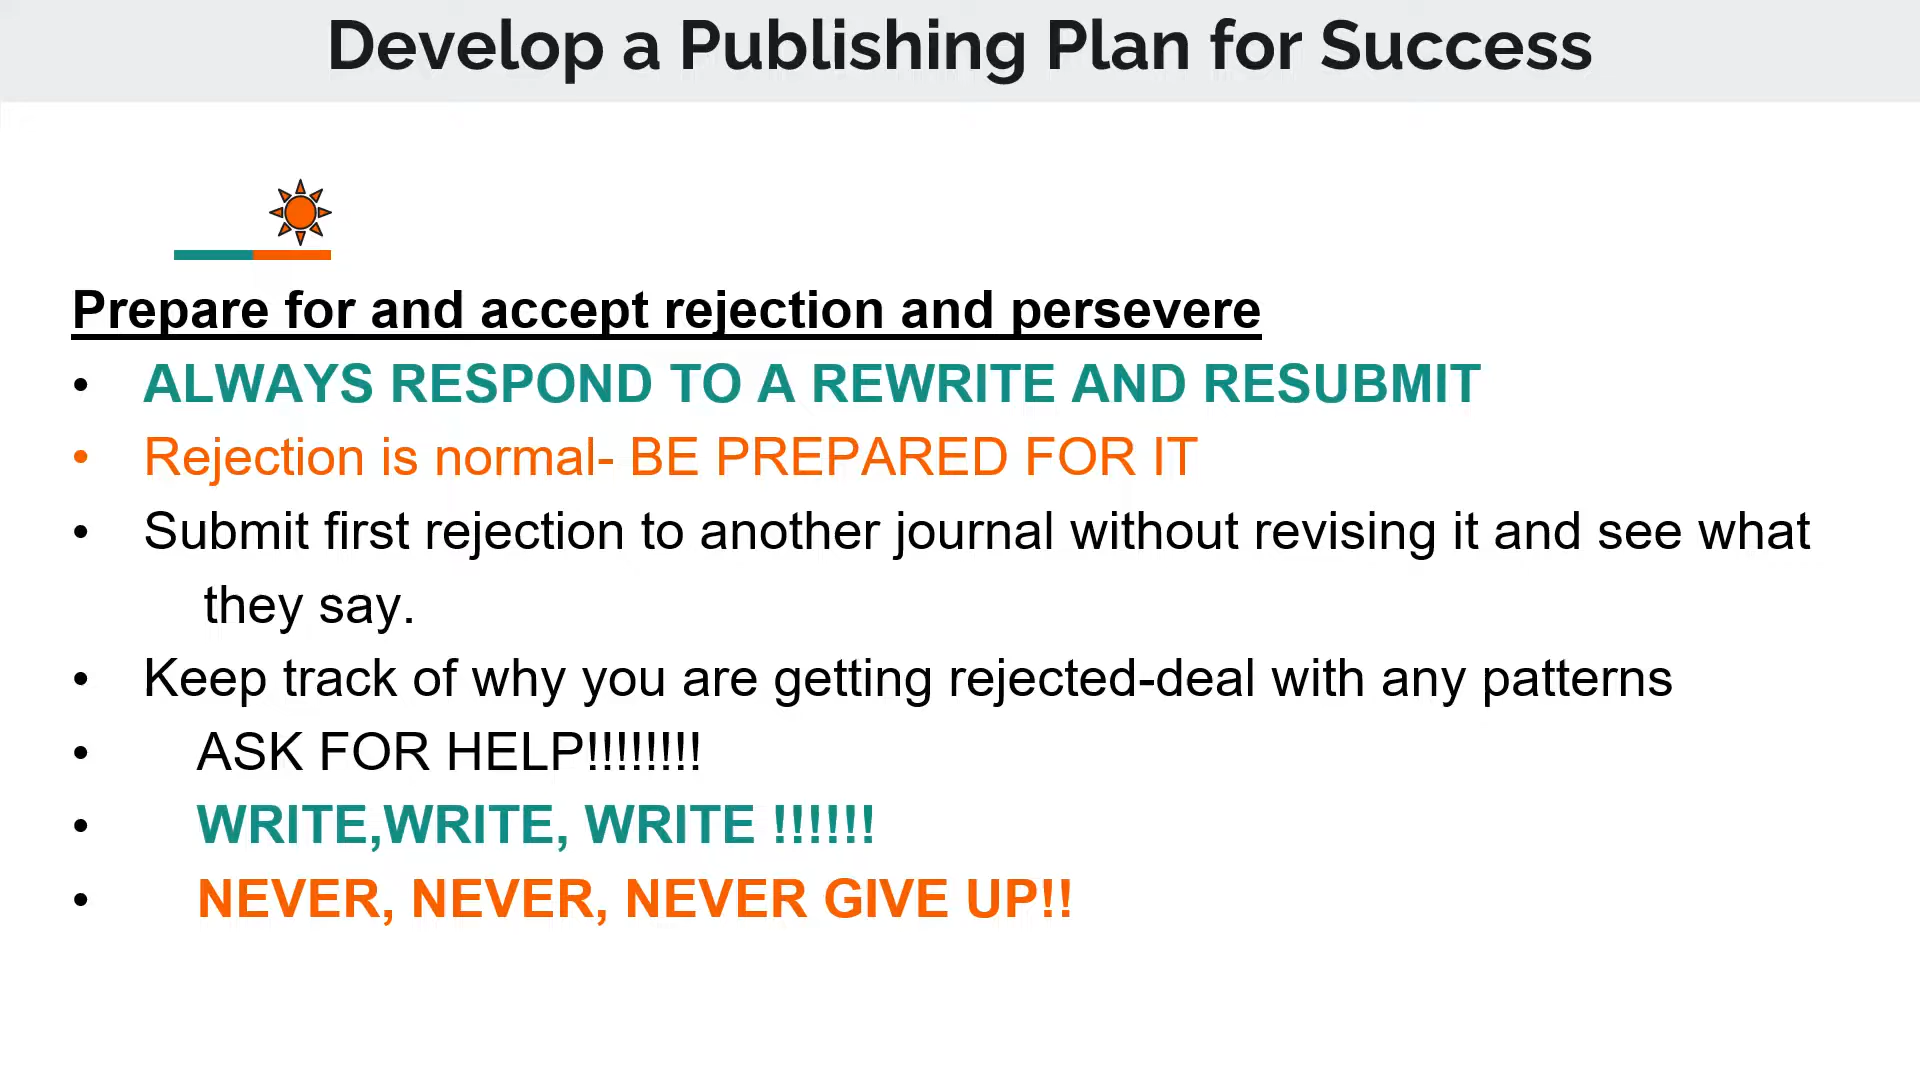 Develop a Publishing Plan for Success
Prepare for and accept rejection and persevere
• ALWAYS RESPOND TO A REWRITE AND RESUBMIT
• Rejection is normal- BE PREPARED FOR IT
• Submit first rejection to another journal without revising it and see what
they say.
• Keep track of why you are getting rejected-deal with any patterns
• ASK FOR HELP!!!!!!!!
• WRITE,WRITE, WRITE !!!!!!
• NEVER, NEVER, NEVER GIVE UP!!